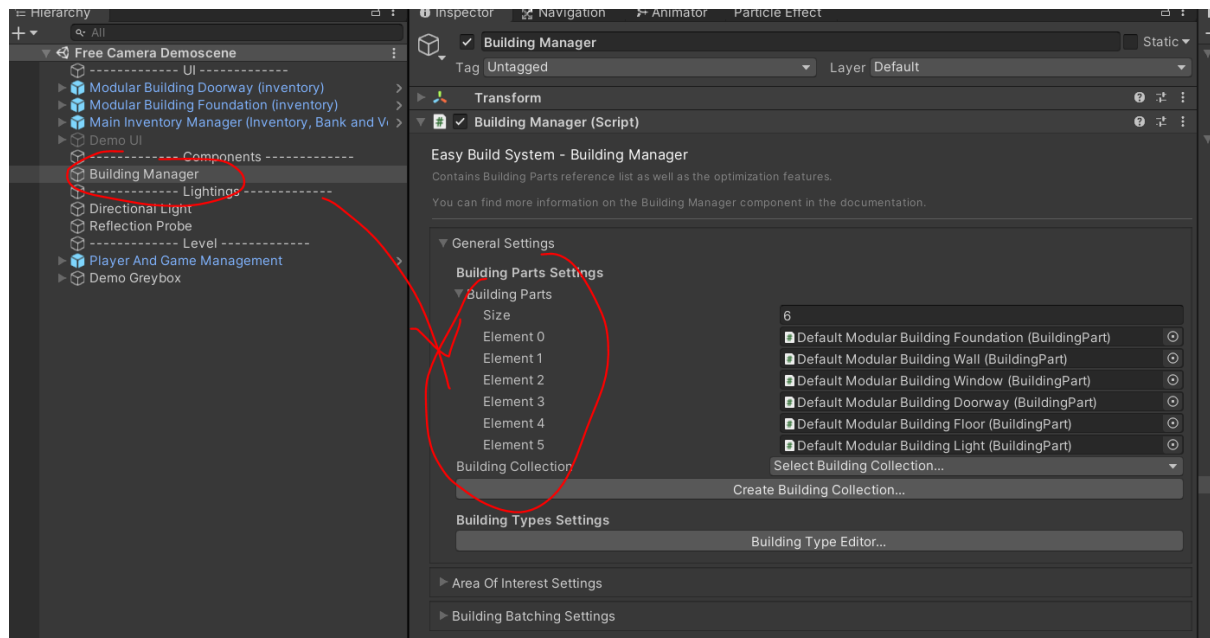 Hierarchy
All
Free Camera Demoscene
------------- UI -------------
Modular Building Doorway (inventory)
Modular Building Foundation (inventory)
Main Inventory Manager (Inventory, Bank and V
Demo UI
------------- Components -------------
Building Manager
------------- Lightings -------------
Directional Light
Reflection Probe
------------- Level -------------
Player And Game Management
Demo Greybox
Inspector Navigation Animator Particle Effect
Building Manager Static
Tag Untagged Layer Default
Transform
# Building Manager (Script)
Easy Build System - Building Manager
Contains Building Parts reference list as well as the optimization features.
You can find more information on the Building Manager component in the documentation.
General Settings
Building Parts Settings
Building Parts
Size 6
Element 0 Default Modular Building Foundation (BuildingPart)
Element 1 Default Modular Building Wall (BuildingPart)
Element 2 Default Modular Building Window (BuildingPart)
Element 3 Default Modular Building Doorway (BuildingPart)
Element 4 Default Modular Building Floor (BuildingPart)
Element 5 Default Modular Building Light (BuildingPart)
Building Collection Select Building Collection...
Create Building Collection...
Building Types Settings
Building Type Editor...
Area Of Interest Settings
Building Batching Settings